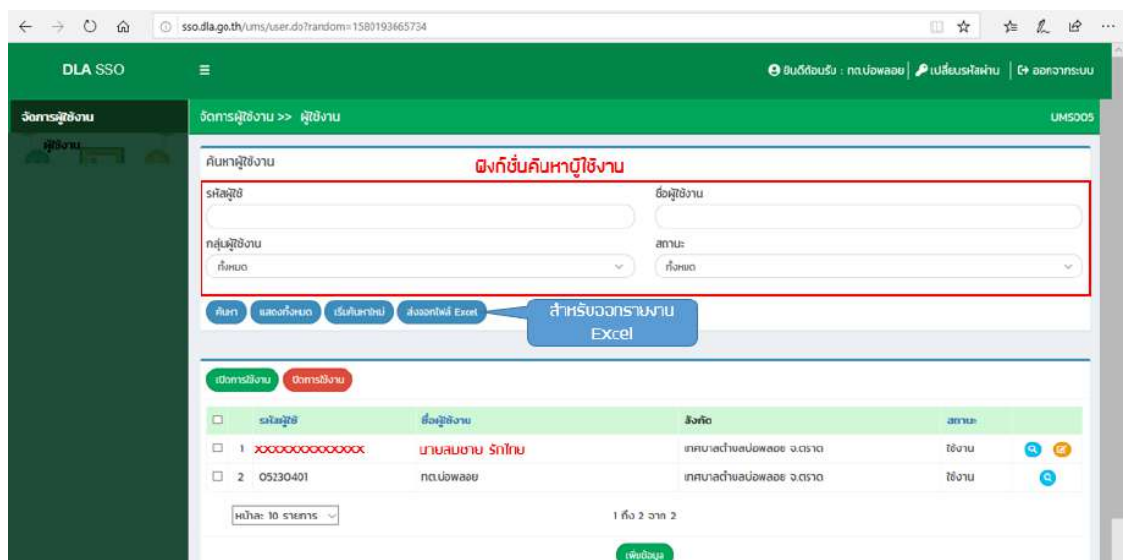 sso.dla.go.th/ums/user.do?random=1580193665734
DLA SSO
ยินดีต้อนรับ : ทต.บ่อพลอย | เปลี่ยนรหัสผ่าน | ออกจากระบบ
จัดการผู้ใช้งาน
จัดการผู้ใช้งาน >> ผู้ใช้งาน
UMS005
ผู้ใช้งาน
ค้นหาผู้ใช้งาน
ฟังก์ชั่นค้นหาผู้ใช้งาน
รหัสผู้ใช้
ชื่อผู้ใช้งาน
กลุ่มผู้ใช้งาน
สถานะ
ทั้งหมด
ทั้งหมด
ค้นหา
แสดงทั้งหมด
เริ่มค้นหาใหม่
ส่งออกไฟล์ Excel
สำหรับออกรายงาน
Excel
เปิดการใช้งาน
ปิดการใช้งาน
รหัสผู้ใช้ ชื่อผู้ใช้งาน สังกัด สถานะ
1 XXXXXXXXXXXXX นายสมชาย รักไทย เทศบาลตำบลบ่อพลอย จ.ตราด ใช้งาน
2 05230401 ทต.บ่อพลอย เทศบาลตำบลบ่อพลอย จ.ตราด ใช้งาน
หน้าละ 10 รายการ
1 ถึง 2 จาก 2
เพิ่มข้อมูล